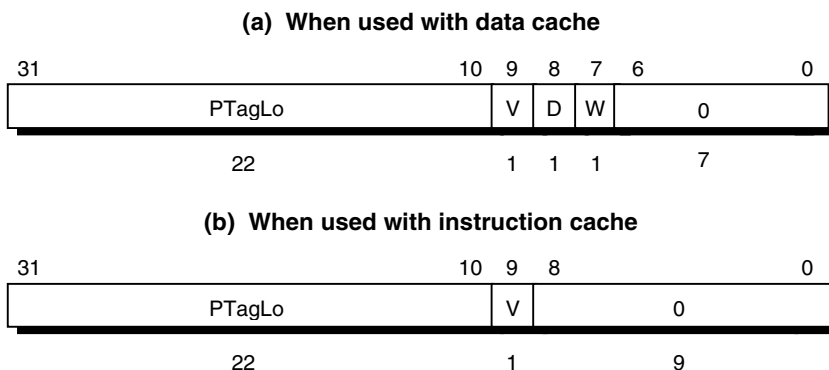 (a) When used with data cache
31 10 9 8 7 6 0
PTagLo V D W 0
22 1 1 1 7
(b) When used with instruction cache
31 10 9 8 0
PTagLo V 0
22 1 9